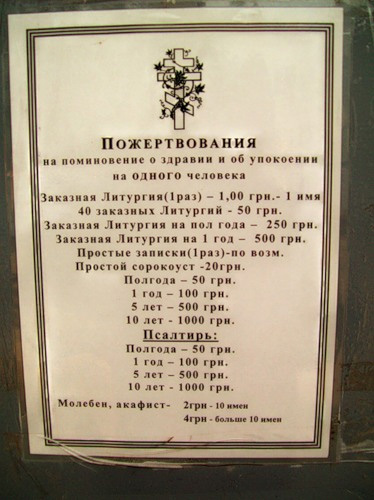 Пожертвования
на поминовение о здравии и об упокоении
на одного человека
Заказная Литургия(1раз) – 1,00 грн.- 1 имя
40 заказных Литургий - 50 грн.
Заказная Литургия на пол года – 250 грн.
Заказная Литургия на 1 год – 500 грн.
Простые записки(1раз)-по возм.
Простой сорокоуст -20грн.
Полгода – 50 грн.
1 год – 100 грн.
5 лет – 500 грн.
10 лет - 1000 грн.
Псалтирь:
Полгода – 50 грн.
1 год – 100 грн.
5 лет – 500 грн.
10 лет - 1000 грн.
Молебен, акафист- 2грн - 10 имен
4грн - больше 10 имен